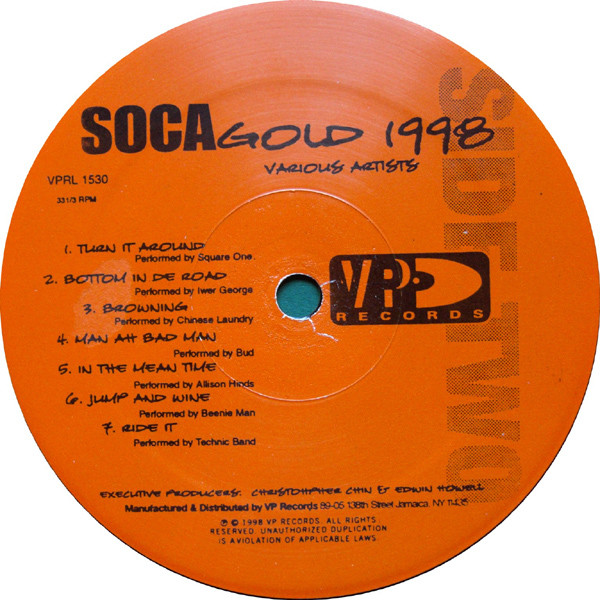 SOCA GOLD 1998
VARIOUS ARTISTS
VPRL 1530
331/3 RPM
SIDE TWO
1. TURN IT AROUND
Performed by Square One.
2. BOTTOM IN DE ROAD
Performed by Iwer George
3. BROWNING
Performed by Chinese Laundry
4. MAN AH BAD MAN
Performed by Bud
5. IN THE MEAN TIME
Performed by Allison Hinds
6. JUMP AND WINE
Performed by Beenie Man
7. RIDE IT
Performed by Technic Band
VP
RECORDS
EXECUTIVE PRODUCERS: CHRISTOHPHER CHIN & EDWIN HOWELL
Manufactured & Distributed by VP Records 89-05 138th Street Jamaica, NY 11435
℗ © 1998 VP RECORDS. ALL RIGHTS
RESERVED. UNAUTHORIZED DUPLICATION
IS A VIOLATION OF APPLICABLE LAWS.